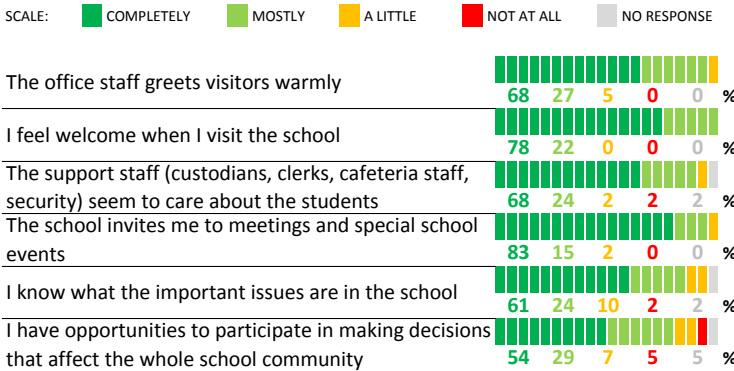 SCALE: COMPLETELY MOSTLY A LITTLE NOT AT ALL NO RESPONSE
The office staff greets visitors warmly
68 27 5 0 0 %
I feel welcome when I visit the school
78 22 0 0 0 %
The support staff (custodians, clerks, cafeteria staff,
security) seem to care about the students
68 24 2 2 2 %
The school invites me to meetings and special school
events
83 15 2 0 0 %
I know what the important issues are in the school
61 24 10 2 2 %
I have opportunities to participate in making decisions
that affect the whole school community
54 29 7 5 5 %